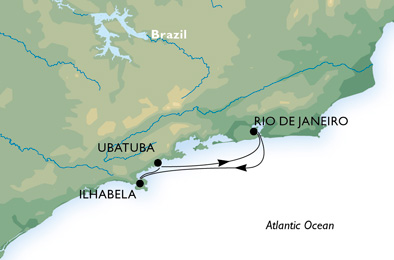 Brazil
RIO DE JANEIRO
UBATUBA
ILHABELA
Atlantic Ocean